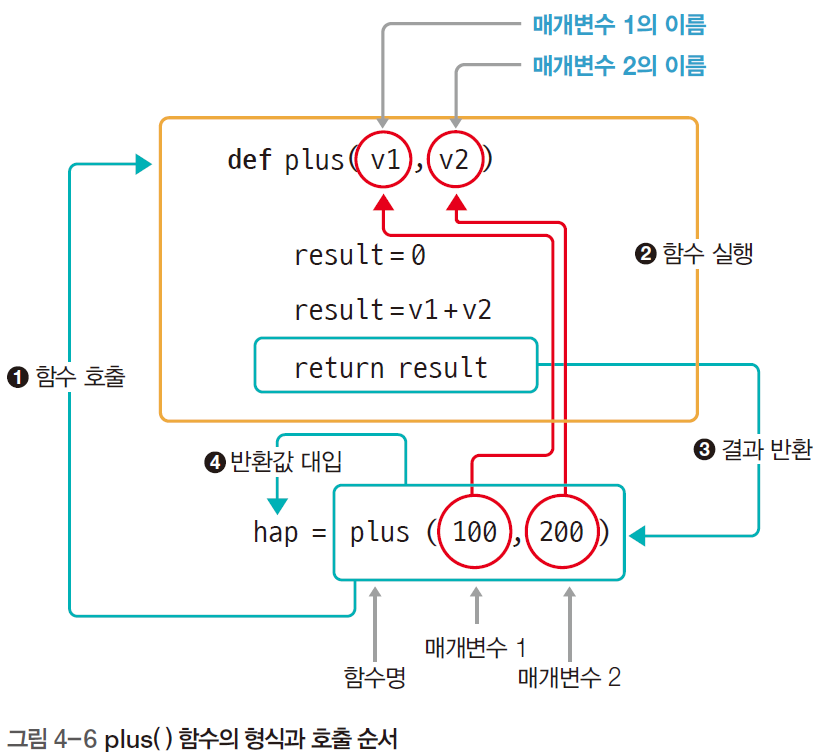 매개변수 1의 이름
매개변수 2의 이름
def plus(v1,v2)
result=0
❷ 함수 실행
result=v1+v2
return result
❶ 함수 호출
❸ 결과 반환
❹ 반환값 대입
hap = plus (100,200)
매개변수 1
함수명
매개변수 2
그림 4-6 plus( ) 함수의 형식과 호출 순서